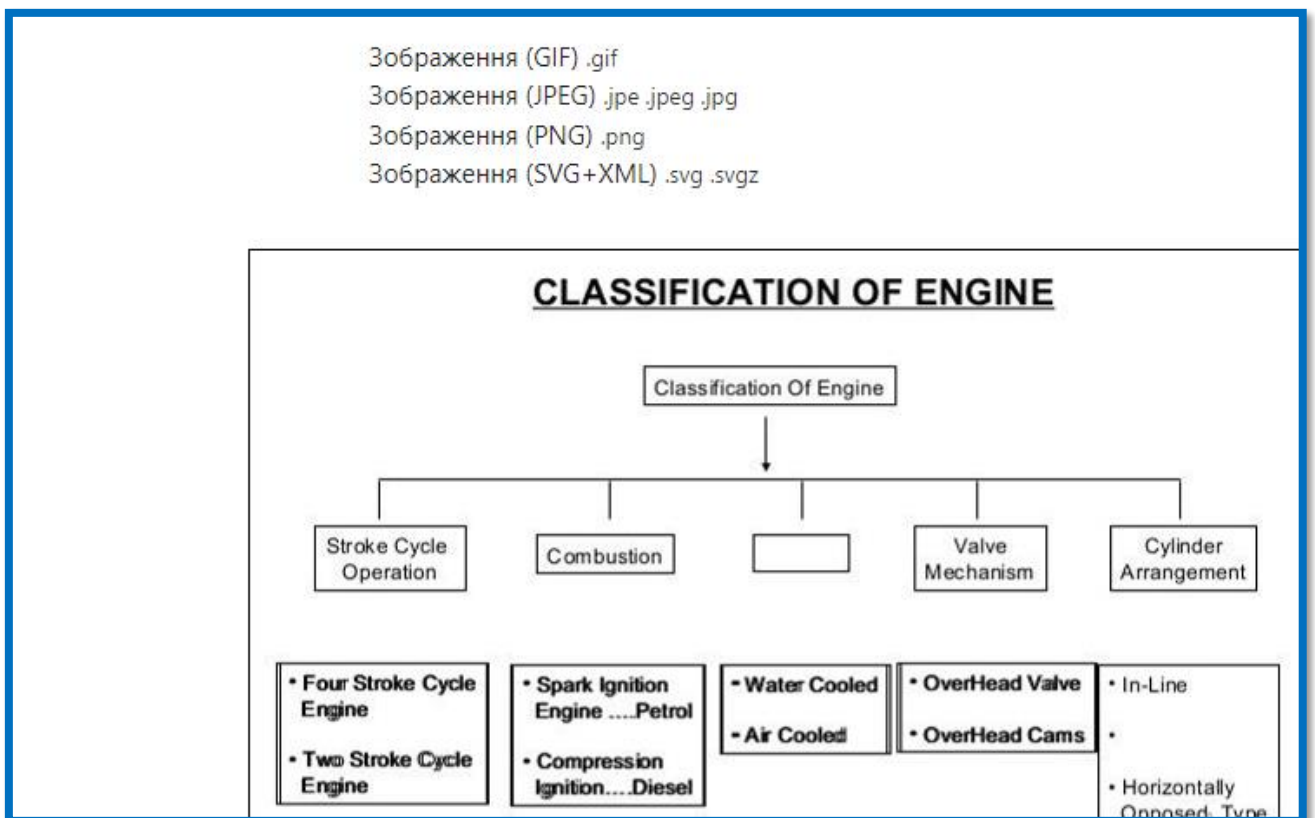 Зображення (GIF) .gif
Зображення (JPEG) .jpe .jpeg .jpg
Зображення (PNG) .png
Зображення (SVG+XML) .svg .svgz
CLASSIFICATION OF ENGINE
Classification Of Engine
Stroke Cycle
Operation
Combustion
Valve
Mechanism
Cylinder
Arrangement
• Four Stroke Cycle
Engine
• Two Stroke Cycle
Engine
• Spark Ignition
Engine ....Petrol
• Compression
Ignition....Diesel
- Water Cooled
- Air Cooled
• OverHead Valve
• OverHead Cams
• In-Line
•
• Horizontally
Opposed Type